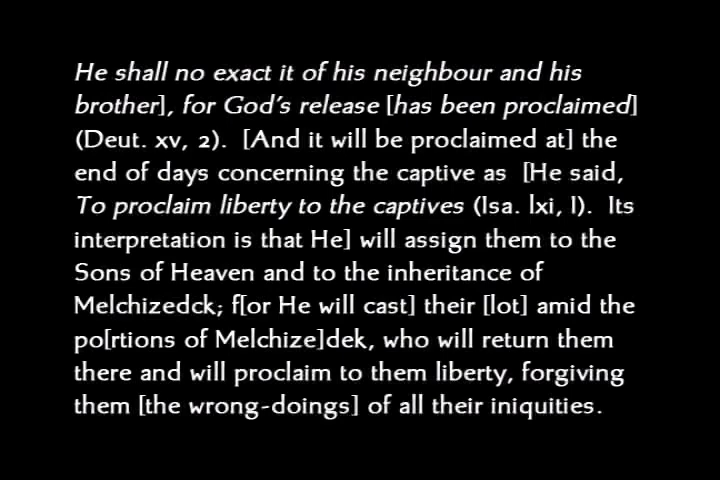 He shall no exact it of his neighbour and his
brother], for God's release [has been proclaimed]
(Deut. xv, 2).  [And it will be proclaimed at] the
end of days concerning the captive as  [He said,
To proclaim liberty to the captives (Isa. lxi, I).  Its
interpretation is that He] will assign them to the
Sons of Heaven and to the inheritance of
Melchizedck; f[or He will cast] their [lot] amid the
po[rtions of Melchize]dek, who will return them
there and will proclaim to them liberty, forgiving
them [the wrong-doings] of all their iniquities.